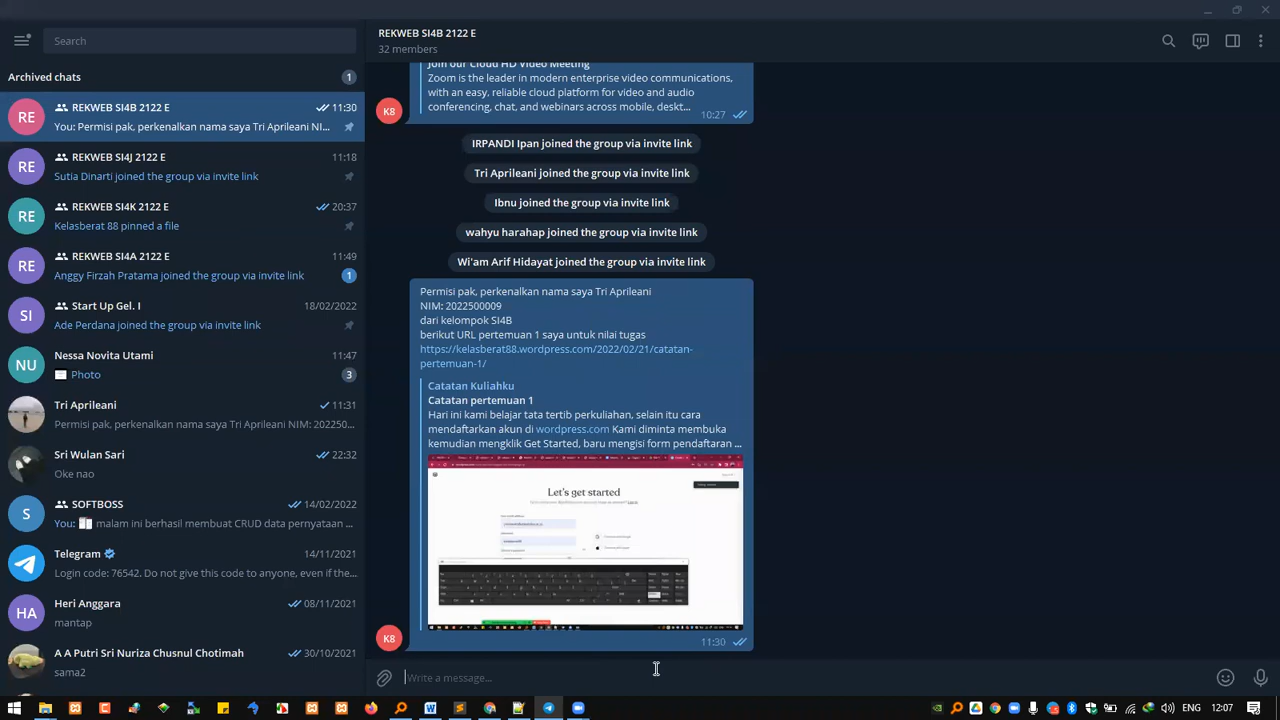 Search
Archived chats
1
RE
REKWEB SI4B 2122 E
11:30
You: Permisi pak, perkenalkan nama saya Tri Aprileani NI...
RE
REKWEB SI4J 2122 E
11:18
Sutia Dinarti joined the group via invite link
RE
REKWEB SI4K 2122 E
20:37
Kelasberat 88 pinned a file
RE
REKWEB SI4A 2122 E
11:49
Anggy Firzah Pratama joined the group via invite link
1
SI
Start Up Gel. I
18/02/2022
Ade Perdana joined the group via invite link
NU
Nessa Novita Utami
11:47
Photo
3
Tri Aprileani
11:31
Permisi pak, perkenalkan nama saya Tri Aprileani NIM: 202250...
Sri Wulan Sari
22:32
Oke nao
S
SOFTBOSS
14/02/2022
You: malam ini berhasil membuat CRUD data pernyataan ...
Telegram
14/11/2021
Login code: 76542. Do not give this code to anyone, even if the...
HA
Heri Anggara
08/11/2021
mantap
A A Putri Sri Nuriza Chusnul Chotimah
30/10/2021
sama2
REKWEB SI4B 2122 E
32 members
Join our Cloud HD Video Meeting
Zoom is the leader in modern enterprise video communications,
with an easy, reliable cloud platform for video and audio
conferencing, chat, and webinars across mobile, deskt...
K8
10:27
IRPANDI Ipan joined the group via invite link
Tri Aprileani joined the group via invite link
Ibnu joined the group via invite link
wahyu harahap joined the group via invite link
Wi'am Arif Hidayat joined the group via invite link
Permisi pak, perkenalkan nama saya Tri Aprileani
NIM: 2022500009
dari kelompok SI4B
berikut URL pertemuan 1 saya untuk nilai tugas
https://kelasberat88.wordpress.com/2022/02/21/catatan-
pertemuan-1/
Catatan Kuliahku
Catatan pertemuan 1
Hari ini kami belajar tata tertib perkuliahan, selain itu cara
mendaftarkan akun di wordpress.com Kami diminta membuka
kemudian mengklik Get Started, baru mengisi form pendaftaran ...
Let's get started
K8
11:30
Write a message...
ENG
12:07